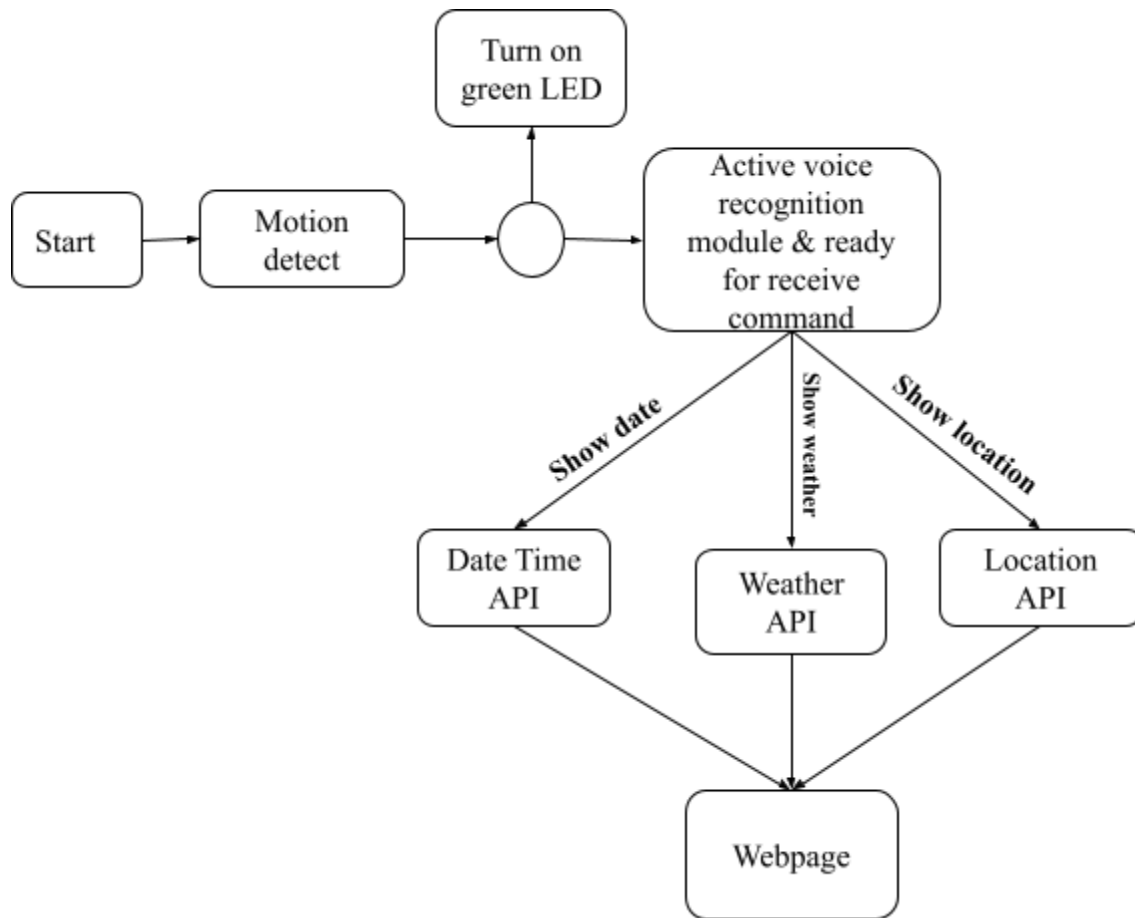 Turn on
green LED
Start
Motion
detect
Active voice
recognition
module & ready
for receive
command
Show date
Show weather
Show location
Date Time
API
Weather
API
Location
API
Webpage